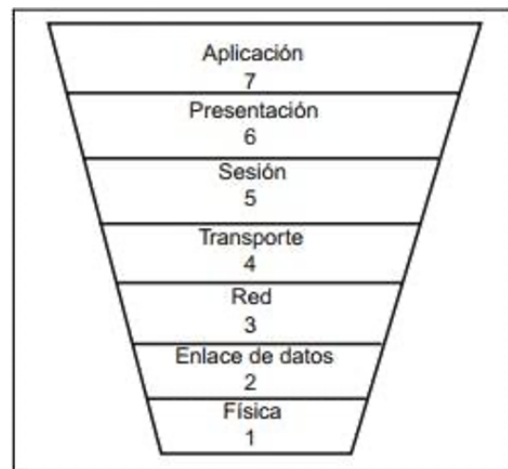 Aplicación
7
Presentación
6
Sesión
5
Transporte
4
Red
3
Enlace de datos
2
Física
1